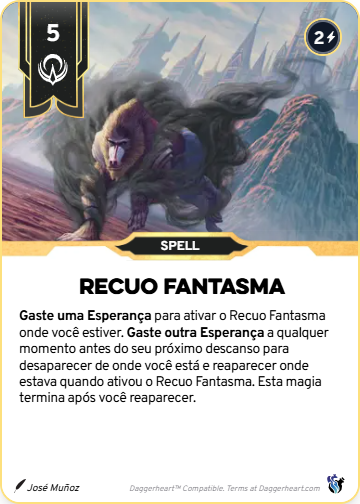 5
2
SPELL
RECUO FANTASMA
Gaste uma Esperança para ativar o Recuo Fantasma
onde você estiver. Gaste outra Esperança a qualquer
momento antes do seu próximo descanso para
desaparecer de onde você está e reaparecer onde
estava quando ativou o Recuo Fantasma. Esta magia
termina após você reaparecer.
José Muñoz
Daggerheart™ Compatible. Terms at Daggerheart.com